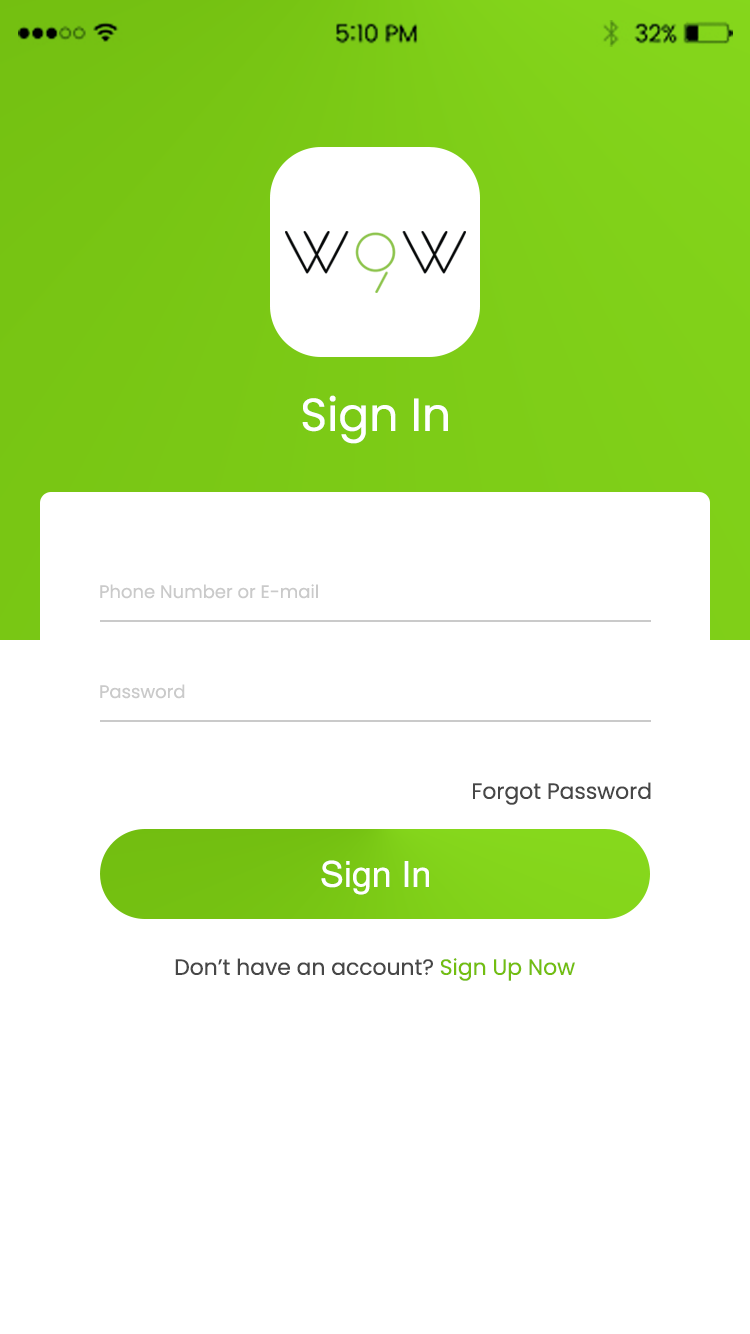 5:10 PM 32%
W9W
Sign In
Phone Number or E-mail
Password
Forgot Password
Sign In
Don't have an account? Sign Up Now